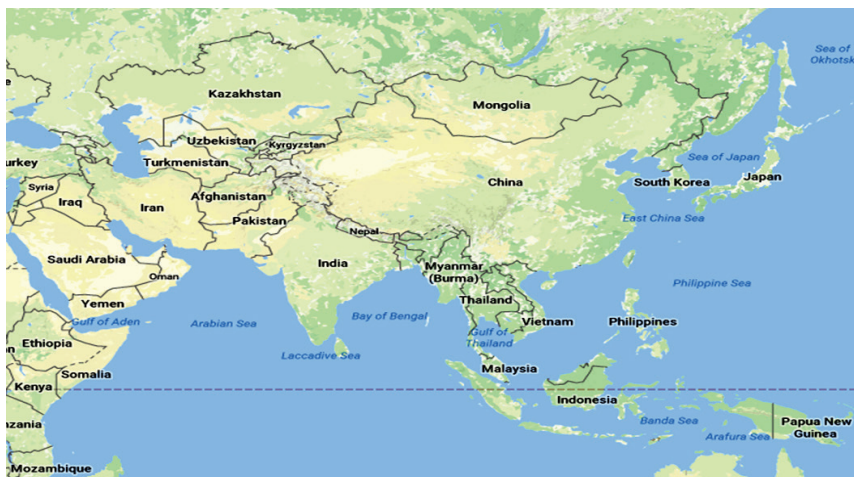 Sea of
Okhotsk
e
Kazakhstan
Mongolia
Uzbekistan
Kyrgyzstan
urkey
Turkmenistan
Sea of Japan
Syria
Afghanistan
China
South Korea
Japan
Iraq
Iran
Pakistan
East China Sea
Nepal
Saudi Arabia
India
Myanmar
(Burma)
Oman
Philippine Sea
Yemen
Thailand
Gulf of Aden
Arabian Sea
Bay of Bengal
Vietnam
Philippines
Gulf of
Thailand
Ethiopia
on
Laccadive Sea
Somalia
Malaysia
Kenya
Indonesia
Banda Sea
Papua New
Guinea
anzania
Arafura Sea
Mozambique